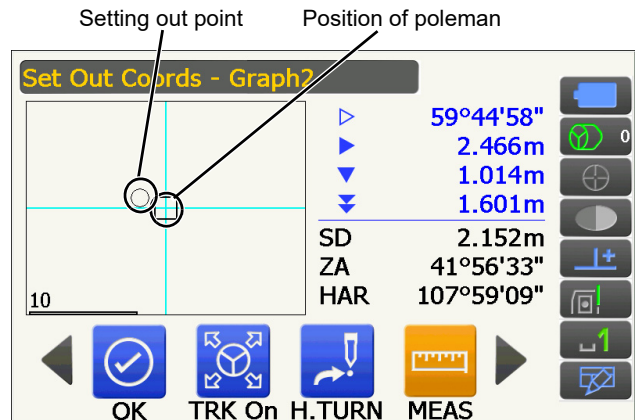 Setting out point Position of poleman
Set Out Coords - Graph2
59°44'58"
2.466m
1.014m
1.601m
SD 2.152m
ZA 41°56'33"
HAR 107°59'09"
10
0
1
OK TRK On H.TURN MEAS